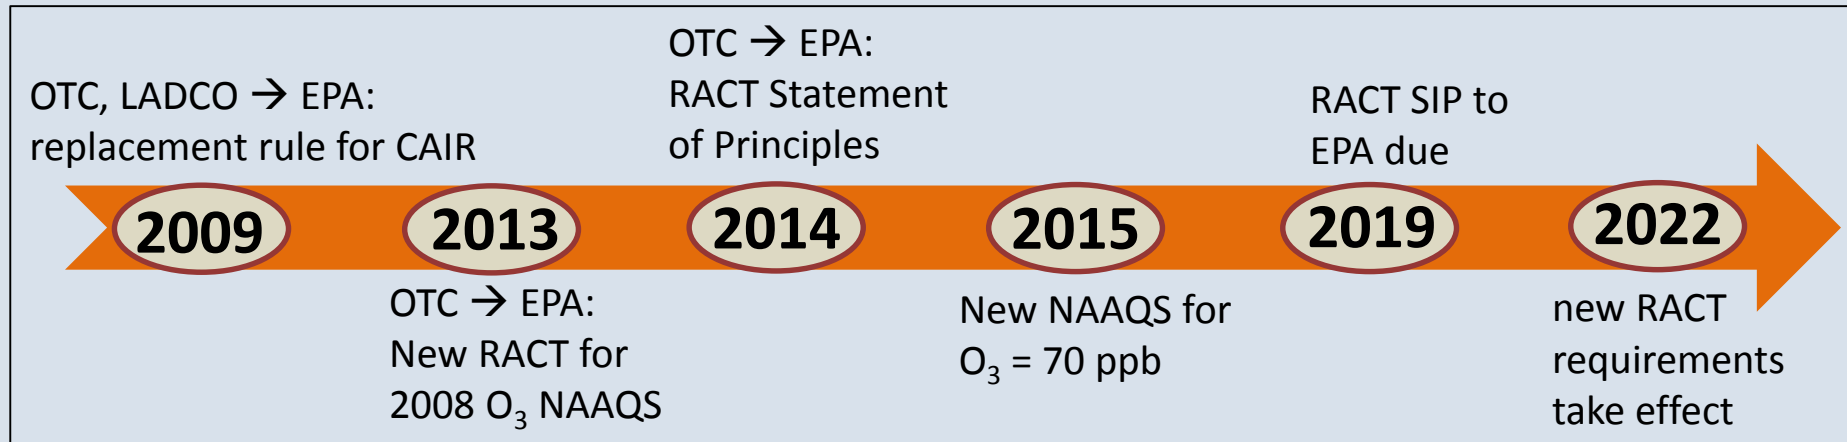 OTC, LADCO → EPA:
replacement rule for CAIR
2009
OTC → EPA:
New RACT for
2008 O₃ NAAQS
2013
OTC → EPA:
RACT Statement
of Principles
2014
New NAAQS for
O₃ = 70 ppb
2015
RACT SIP to
EPA due
2019
new RACT
requirements
take effect
2022